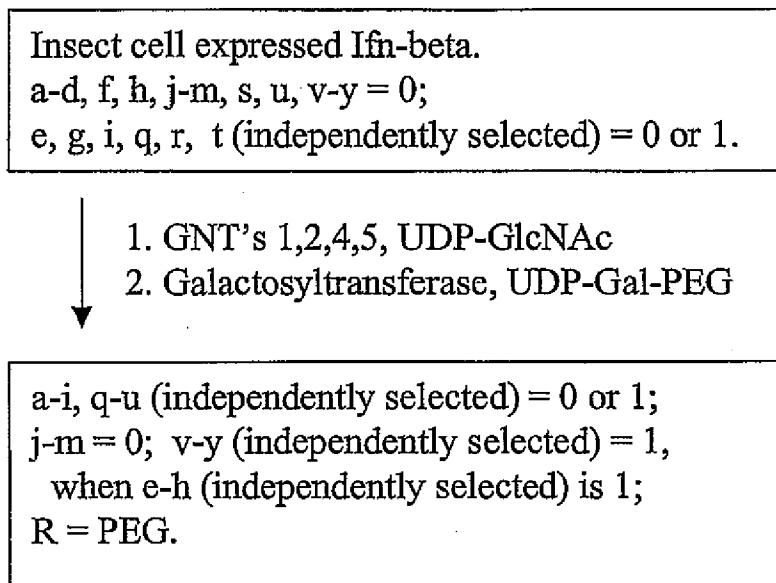 Insect cell expressed Ifn-beta.
a-d, f, h, j-m, s, u, v-y = 0;
e, g, i, q, r, t (independently selected) = 0 or 1.
1. GNT's 1,2,4,5, UDP-GlcNAc
2. Galactosyltransferase, UDP-Gal-PEG
a-i, q-u (independently selected) = 0 or 1;
j-m = 0; v-y (independently selected) = 1,
when e-h (independently selected) is 1;
R = PEG.